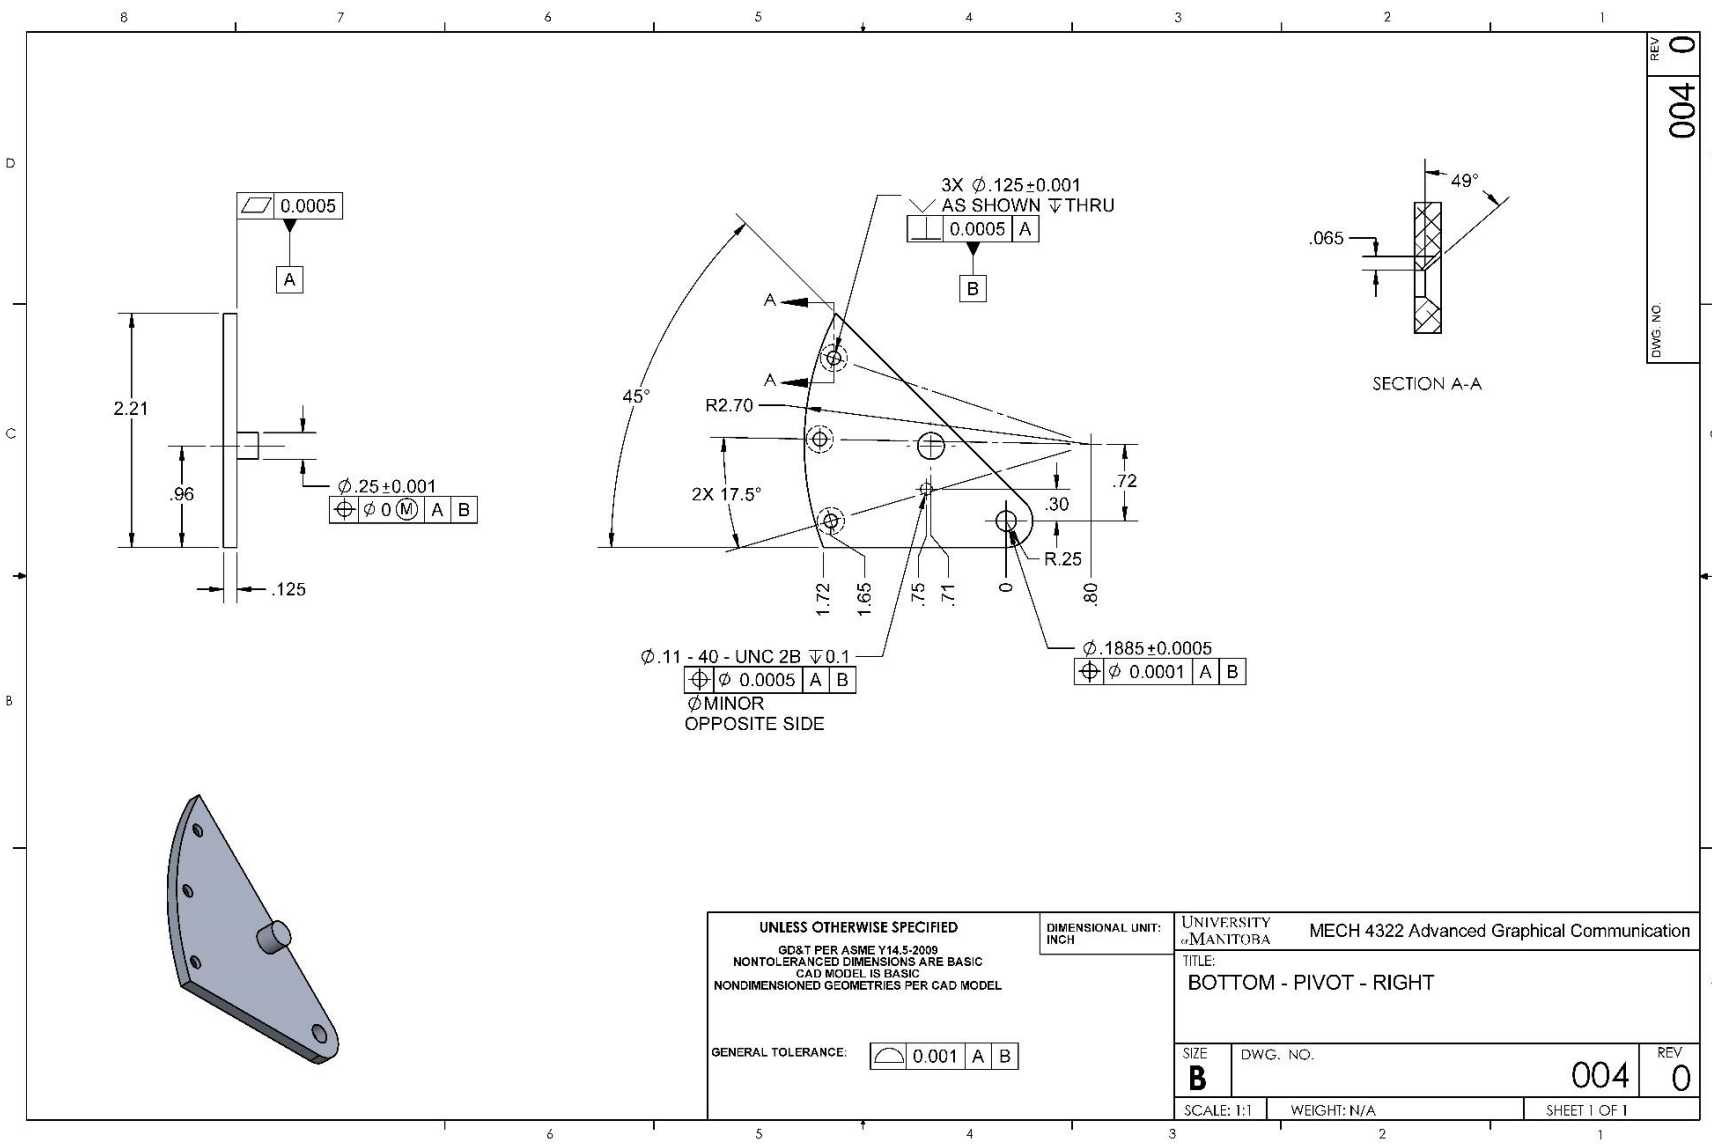 8 7 6 5 4 3 2 1
D
C
B
REV
0
004
DWG. NO.
0.0005
A
2.21
.96
.125
⌀.25±0.001
⌀ 0 Ⓜ A B
3X ⌀.125±0.001
AS SHOWN ↧ THRU
0.0005 A
B
A
A
45°
R2.70
2X 17.5°
.72
.30
R.25
1.72 1.65 .75 .71 0 .80
⌀.11 - 40 - UNC 2B ↧ 0.1
⌀ 0.0005 A B
⌀MINOR
OPPOSITE SIDE
⌀.1885±0.0005
⌀ 0.0001 A B
49°
.065
SECTION A-A
UNLESS OTHERWISE SPECIFIED
GD&T PER ASME Y14.5-2009
NONTOLERANCED DIMENSIONS ARE BASIC
CAD MODEL IS BASIC
NONDIMENSIONED GEOMETRIES PER CAD MODEL
GENERAL TOLERANCE:
0.001 A B
DIMENSIONAL UNIT:
INCH
UNIVERSITY
OF MANITOBA
MECH 4322 Advanced Graphical Communication
TITLE:
BOTTOM - PIVOT - RIGHT
SIZE
B
DWG. NO.
004
REV
0
SCALE: 1:1
WEIGHT: N/A
SHEET 1 OF 1
6 5 4 3 2 1